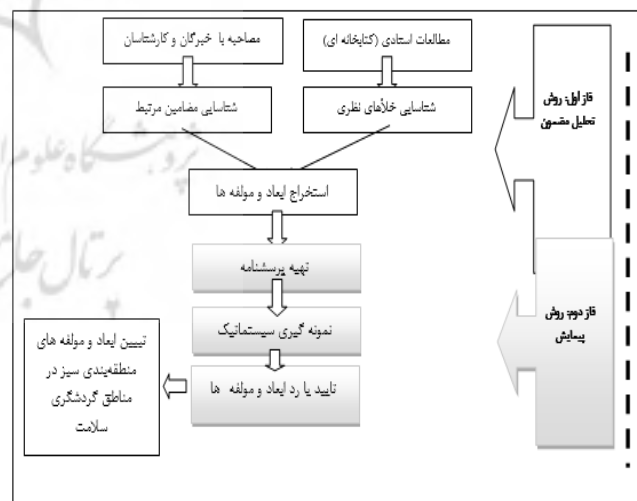 مطالعات اسنادی (کتابخانه ای)
مصاحبه با خبرگان و کارشناسان
فاز اول: روش
تحلیل مضمون
شناسایی خلأهای نظری
شناسایی مضامین مرتبط
استخراج ابعاد و مولفه ها
تهیه پرسشنامه
فاز دوم: روش
پیمایش
نمونه گیری سیستماتیک
تایید یا رد ابعاد و مولفه ها
تبیین ابعاد و مولفه های
منطقه‌بندی سبز در
مناطق گردشگری
سلامت
پرتال جا